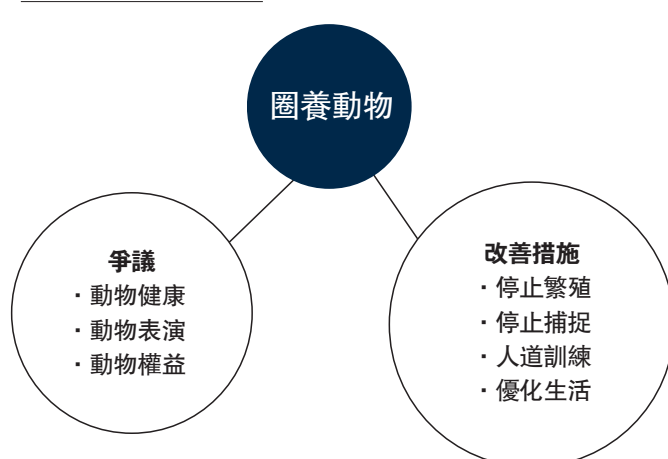 圈養動物
爭議
·動物健康
·動物表演
·動物權益
改善措施
·停止繁殖
·停止捕捉
·人道訓練
·優化生活